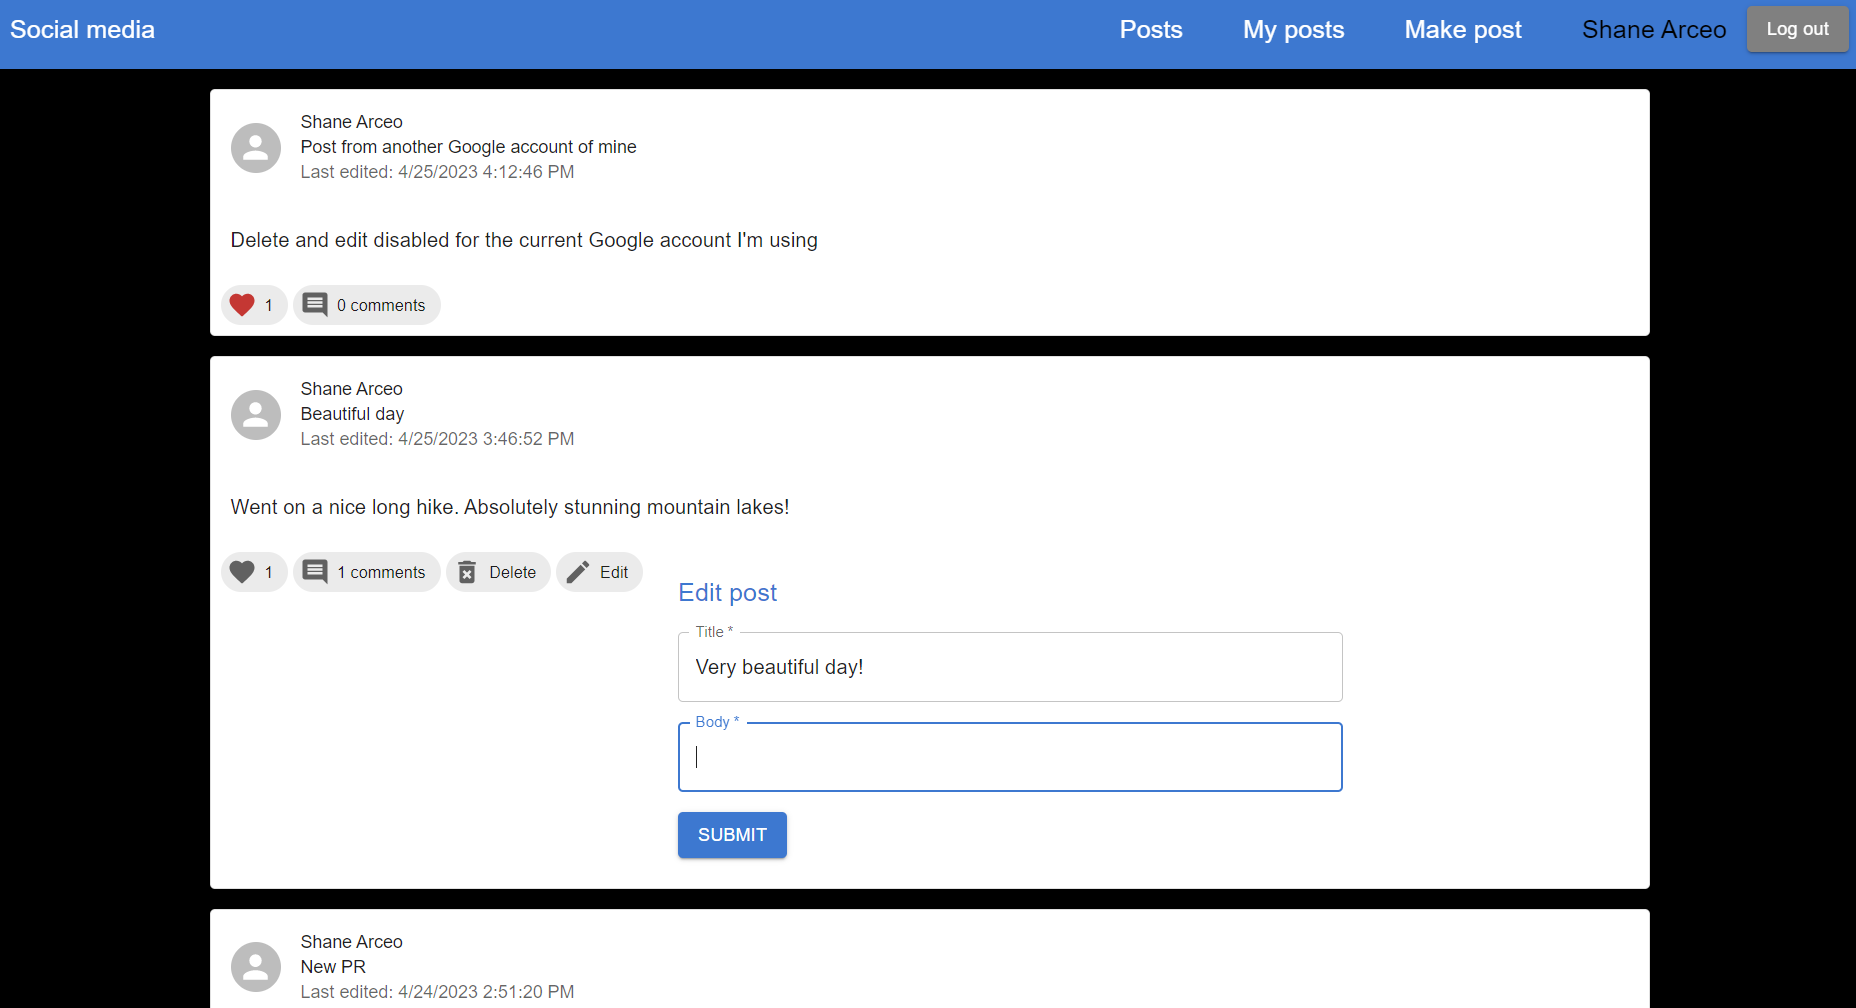 Social media
Posts
My posts
Make post
Shane Arceo
Log out
Shane Arceo
Post from another Google account of mine
Last edited: 4/25/2023 4:12:46 PM
Delete and edit disabled for the current Google account I'm using
1
0 comments
Shane Arceo
Beautiful day
Last edited: 4/25/2023 3:46:52 PM
Went on a nice long hike. Absolutely stunning mountain lakes!
1
1 comments
Delete
Edit
Edit post
Title *
Very beautiful day!
Body *
SUBMIT
Shane Arceo
New PR
Last edited: 4/24/2023 2:51:20 PM